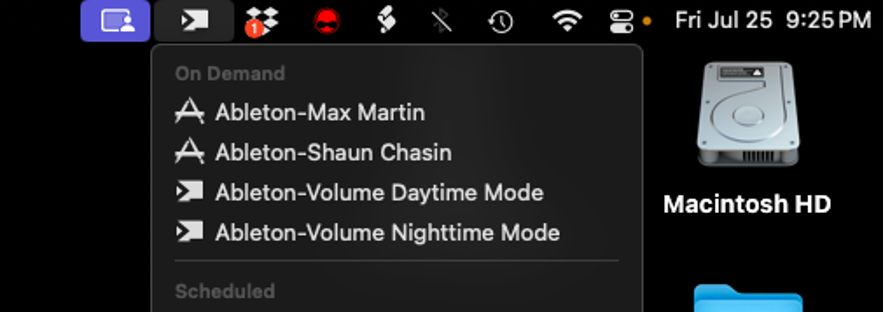 1
Fri Jul 25 9:25 PM
On Demand
Ableton-Max Martin
Ableton-Shaun Chasin
Ableton-Volume Daytime Mode
Ableton-Volume Nighttime Mode
Scheduled
Macintosh HD